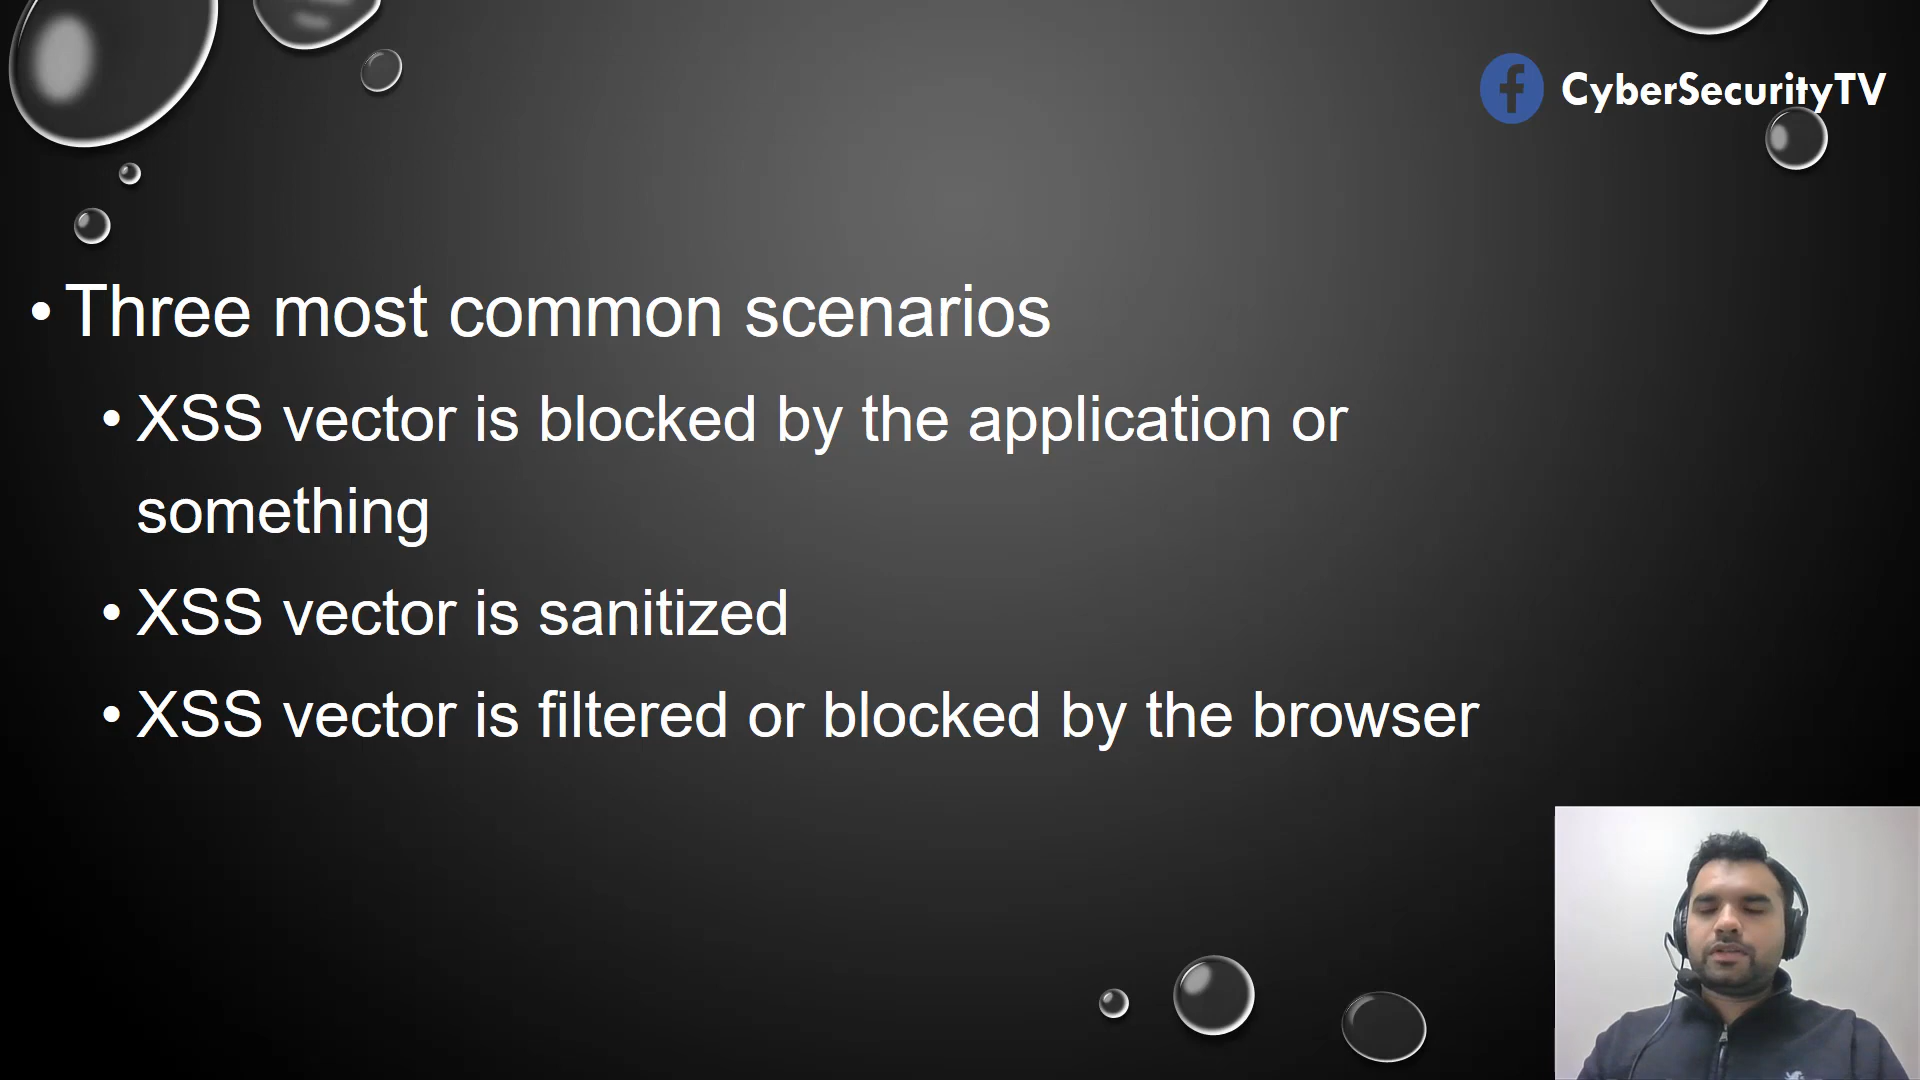 CyberSecurityTV
• Three most common scenarios
• XSS vector is blocked by the application or
something
• XSS vector is sanitized
• XSS vector is filtered or blocked by the browser